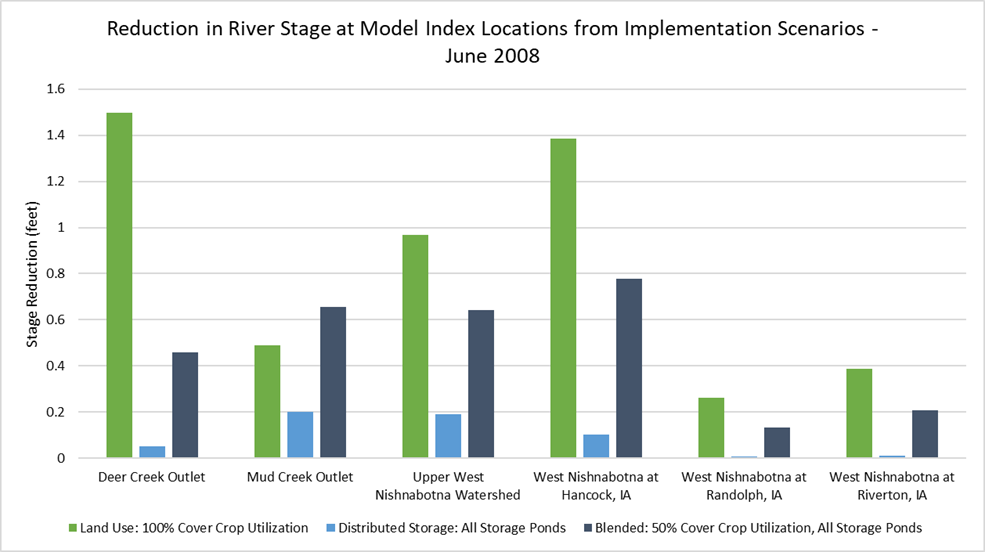 Reduction in River Stage at Model Index Locations from Implementation Scenarios -
June 2008
Stage Reduction (feet)
1.6
1.4
1.2
1
0.8
0.6
0.4
0.2
0
Deer Creek Outlet
Mud Creek Outlet
Upper West
Nishnabotna Watershed
West Nishnabotna at
Hancock, IA
West Nishnabotna at
Randolph, IA
West Nishnabotna at
Riverton, IA
Land Use: 100% Cover Crop Utilization
Distributed Storage: All Storage Ponds
Blended: 50% Cover Crop Utilization, All Storage Ponds